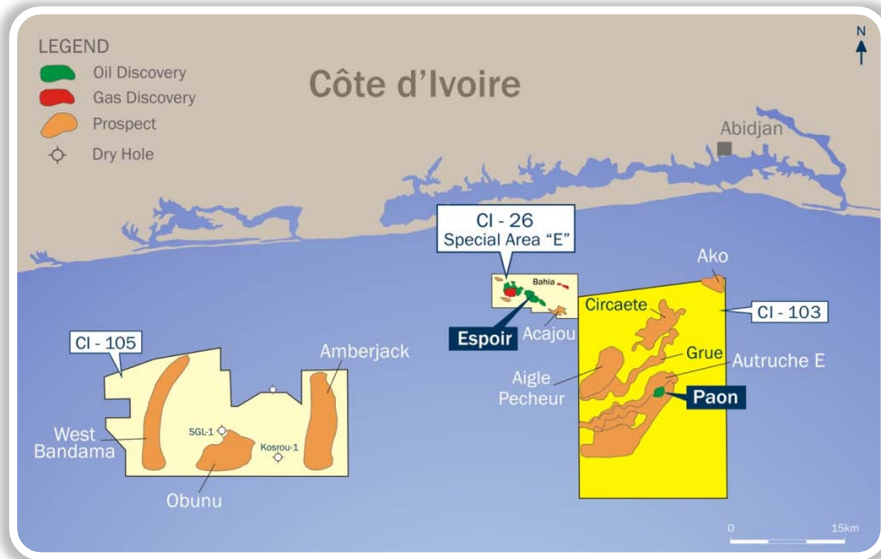 LEGEND
Oil Discovery
Gas Discovery
Prospect
Dry Hole
Côte d'Ivoire
N
Abidjan
CI - 26
Special Area "E"
Bahia
Espoir
Acajou
Ako
CI - 103
Circaete
Grue
Autruche E
Aigle
Pecheur
Paon
CI - 105
Amberjack
West
Bandama
SGL-1
Kosrou-1
Obunu
0
15km